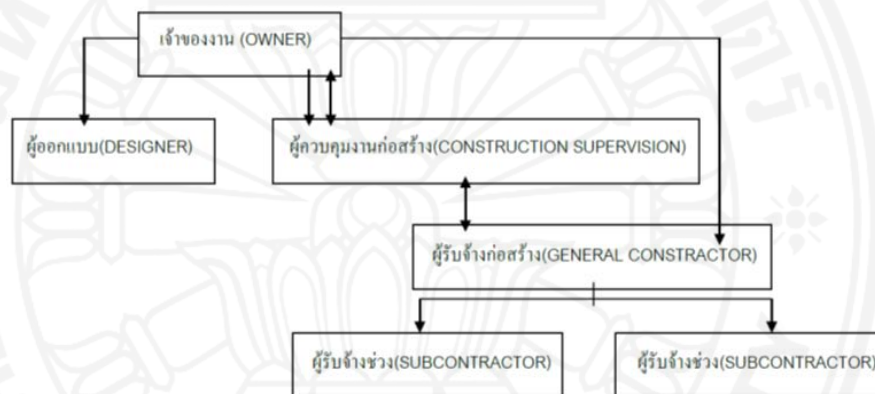 เจ้าของงาน (OWNER)
ผู้ออกแบบ(DESIGNER)
ผู้ควบคุมงานก่อสร้าง(CONSTRUCTION SUPERVISION)
ผู้รับจ้างก่อสร้าง(GENERAL CONSTRACTOR)
ผู้รับจ้างช่วง(SUBCONTRACTOR)
ผู้รับจ้างช่วง(SUBCONTRACTOR)